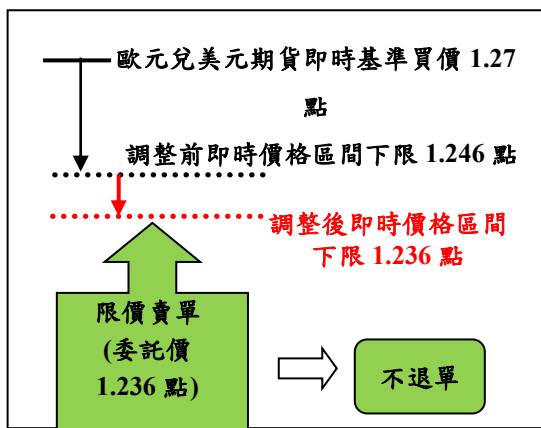 歐元兌美元期貨即時基準買價 1.27
點
調整前即時價格區間下限 1.246 點
調整後即時價格區間
下限 1.236 點
限價賣單
(委託價
1.236 點)
不退單